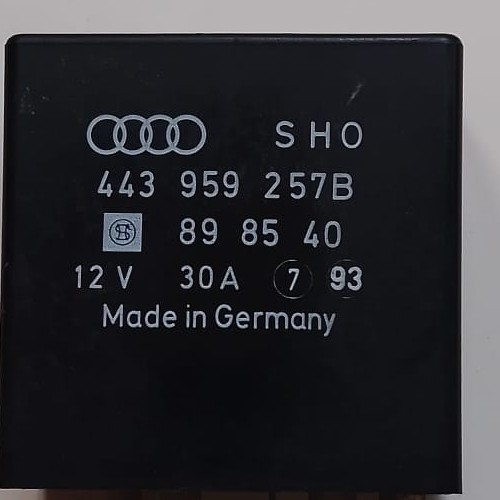 SHO
443 959 257B
89 85 40
12 V 30A 7 93
Made in Germany